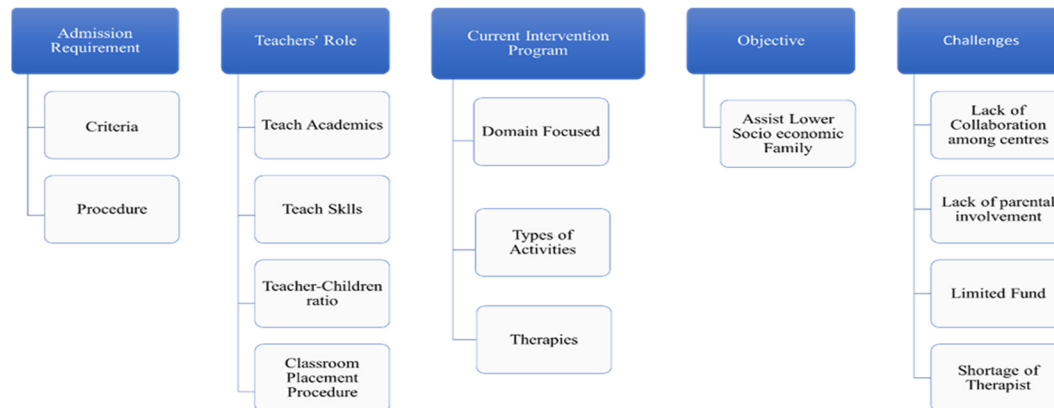 Admission
Requirement
Criteria
Procedure
Teachers' Role
Teach Academics
Teach Sklls
Teacher-Children
ratio
Classroom
Placement
Procedure
Current Intervention
Program
Domain Focused
Types of
Activities
Therapies
Objective
Assist Lower
Socio economic
Family
Challenges
Lack of
Collaboration
among centres
Lack of parental
involvement
Limited Fund
Shortage of
Therapist